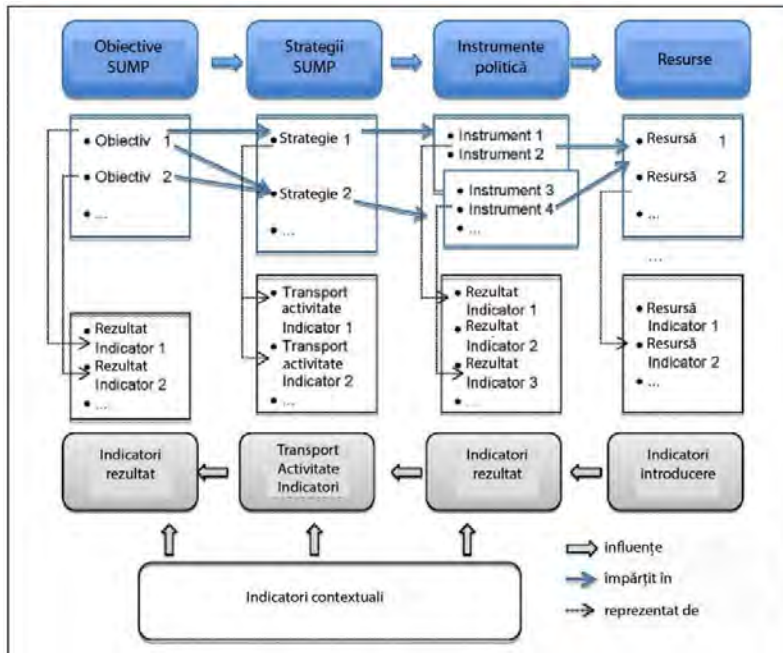 Obiective
SUMP
Strategii
SUMP
Instrumente
politică
Resurse
• Obiectiv 1
• Obiectiv 2
• ...
• Strategie 1
• Strategie 2
• ...
• Instrument 1
• Instrument 2
• Instrument 3
• Instrument 4
• ...
• Resursă 1
• Resursă 2
• ...
...
• Rezultat
Indicator 1
• Rezultat
Indicator 2
• ...
• Transport
activitate
Indicator 1
• Transport
activitate
Indicator 2
• ...
• Rezultat
Indicator 1
• Rezultat
Indicator 2
• Rezultat
Indicator 3
• ...
• Resursă
Indicator 1
• Resursă
Indicator 2
• ...
Indicatori
rezultat
Transport
Activitate
Indicatori
Indicatori
rezultat
Indicatori
introducere
Indicatori contextuali
influențe
împărțit în
reprezentat de